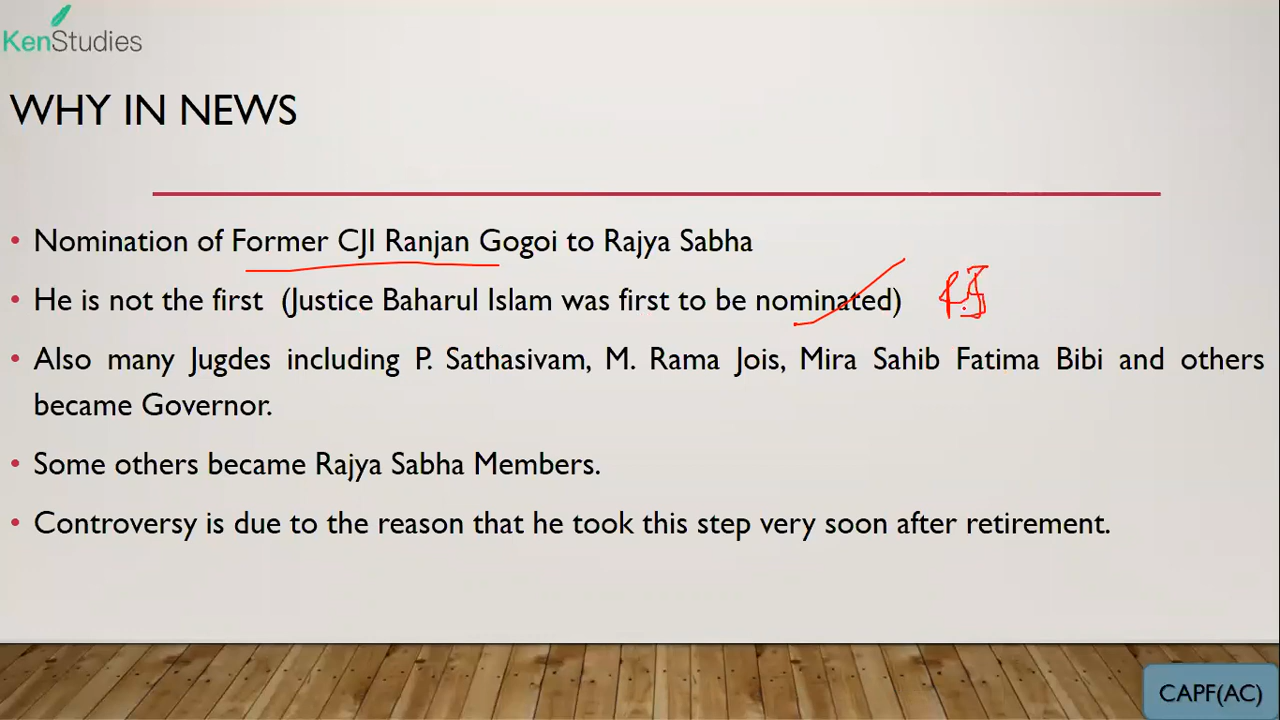 KenStudies
WHY IN NEWS
• Nomination of Former CJI Ranjan Gogoi to Rajya Sabha
• He is not the first (Justice Baharul Islam was first to be nominated)
• Also many Jugdes including P. Sathasivam, M. Rama Jois, Mira Sahib Fatima Bibi and others
became Governor.
• Some others became Rajya Sabha Members.
• Controversy is due to the reason that he took this step very soon after retirement.
CAPF(AC)